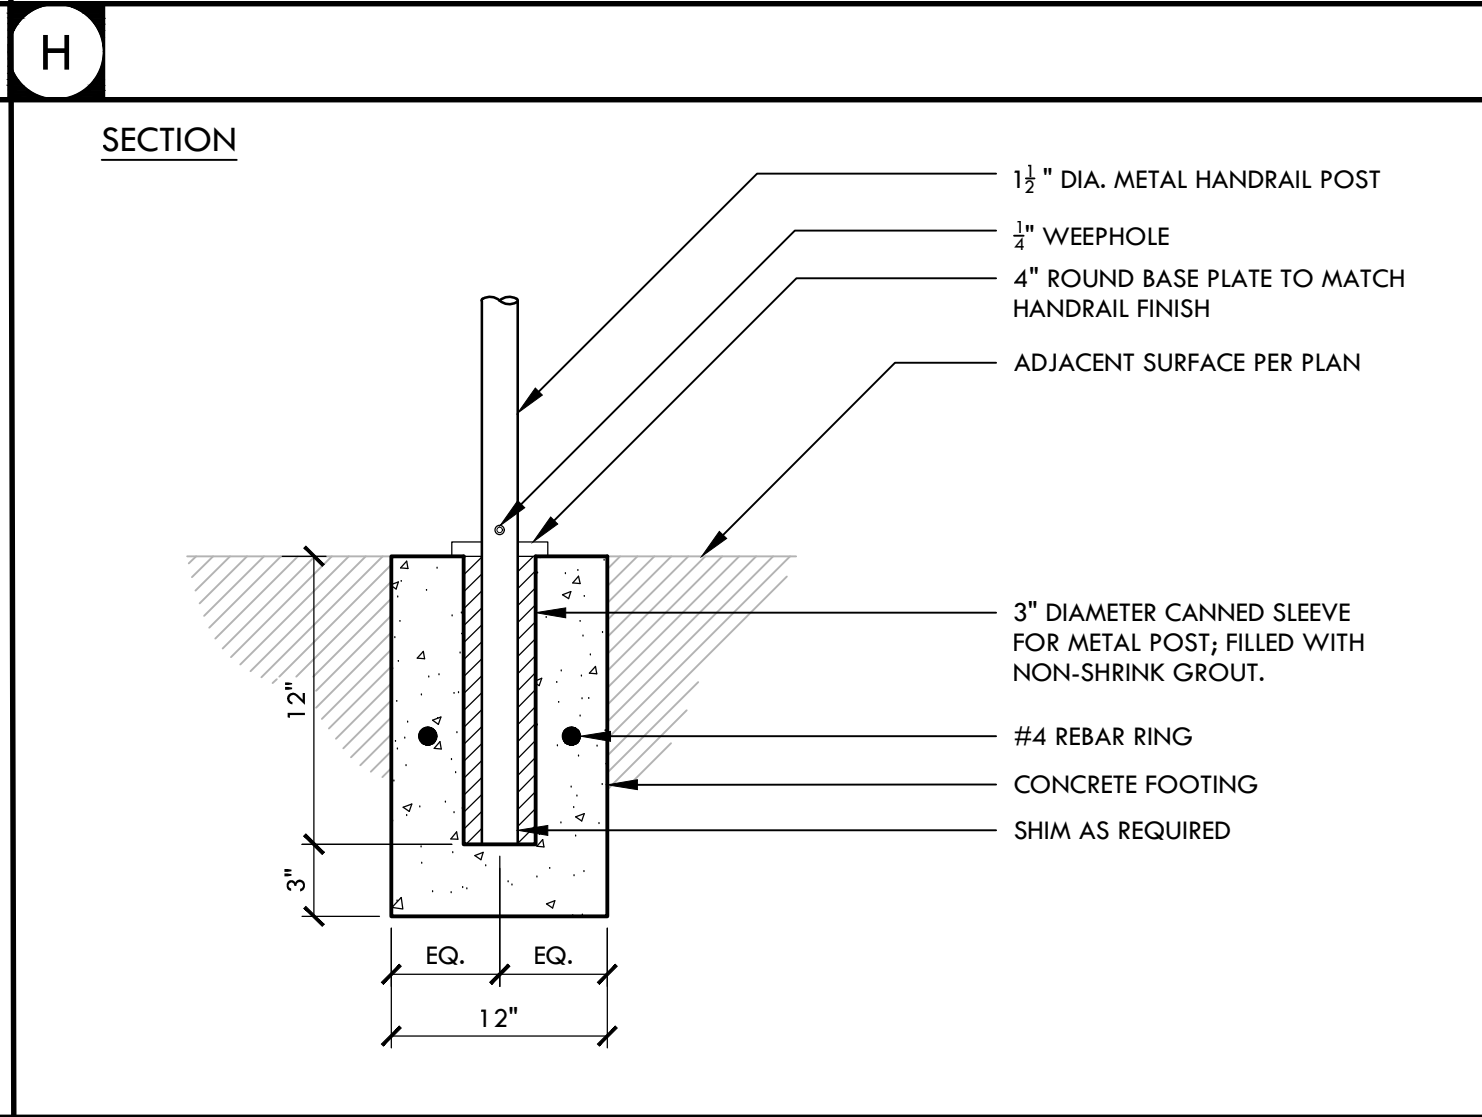 H
SECTION
1 1/2 " DIA. METAL HANDRAIL POST
1/4" WEEPHOLE
4" ROUND BASE PLATE TO MATCH
HANDRAIL FINISH
ADJACENT SURFACE PER PLAN
3" DIAMETER CANNED SLEEVE
FOR METAL POST; FILLED WITH
NON-SHRINK GROUT.
#4 REBAR RING
CONCRETE FOOTING
SHIM AS REQUIRED
12"
3"
EQ. EQ.
12"